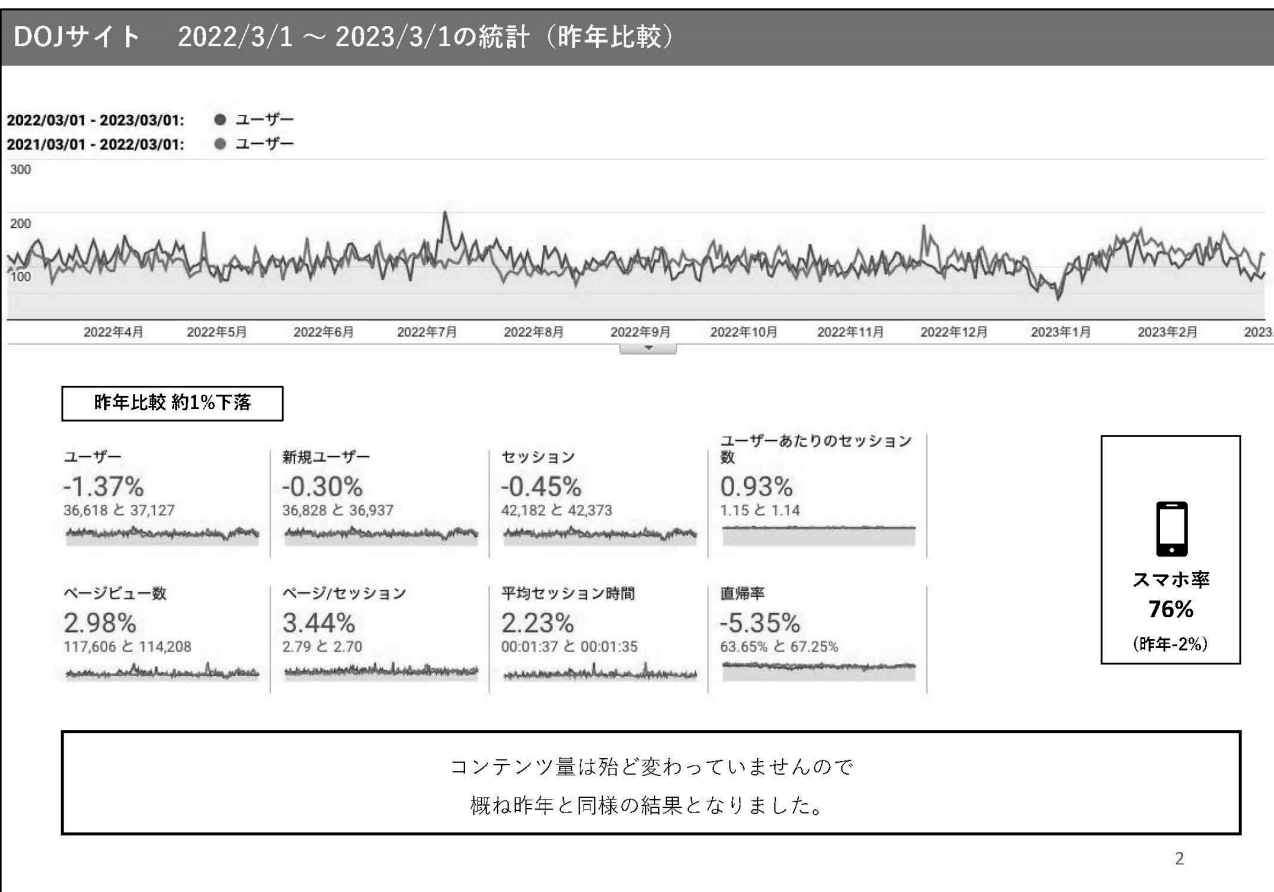 DOJサイト 2022/3/1 ～ 2023/3/1の統計（昨年比較）
2022/03/01 - 2023/03/01: ● ユーザー
2021/03/01 - 2022/03/01: ● ユーザー
300
200
100
2022年4月 2022年5月 2022年6月 2022年7月 2022年8月 2022年9月 2022年10月 2022年11月 2022年12月 2023年1月 2023年2月 2023.
昨年比較 約1%下落
ユーザー
-1.37%
36,618 と 37,127
新規ユーザー
-0.30%
36,828 と 36,937
セッション
-0.45%
42,182 と 42,373
ユーザーあたりのセッション
数
0.93%
1.15 と 1.14
ページビュー数
2.98%
117,606 と 114,208
ページ/セッション
3.44%
2.79 と 2.70
平均セッション時間
2.23%
00:01:37 と 00:01:35
直帰率
-5.35%
63.65% と 67.25%
スマホ率
76%
(昨年-2%)
コンテンツ量は殆ど変わっていませんので
概ね昨年と同様の結果となりました。
2